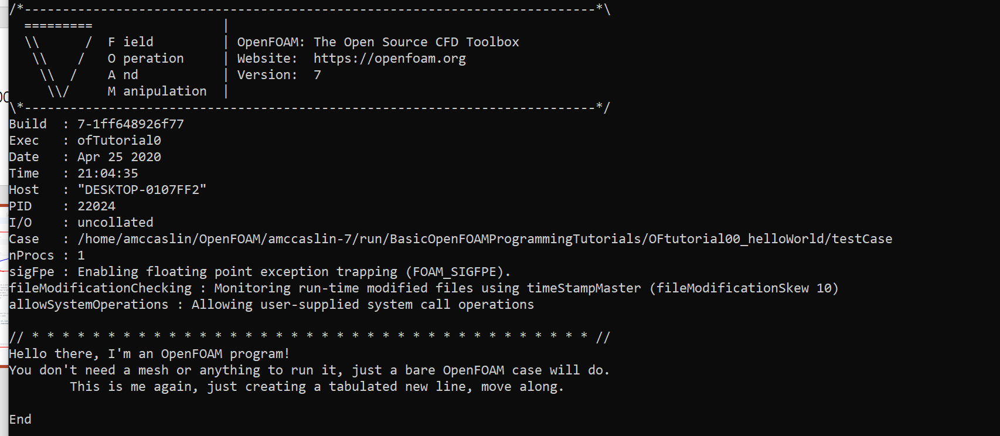 /*---------------------------------------------------------------------------*\
  =========                 |
  \\      /  F ield         | OpenFOAM: The Open Source CFD Toolbox
   \\    /   O peration     | Website:  https://openfoam.org
    \\  /    A nd           | Version:  7
     \\/     M anipulation  |
\*---------------------------------------------------------------------------*/
Build  : 7-1ff648926f77
Exec   : ofTutorial0
Date   : Apr 25 2020
Time   : 21:04:35
Host   : "DESKTOP-0107FF2"
PID    : 22024
I/O    : uncollated
Case   : /home/amccaslin/OpenFOAM/amccaslin-7/run/BasicOpenFOAMProgrammingTutorials/OFtutorial00_helloWorld/testCase
nProcs : 1
sigFpe : Enabling floating point exception trapping (FOAM_SIGFPE).
fileModificationChecking : Monitoring run-time modified files using timeStampMaster (fileModificationSkew 10)
allowSystemOperations : Allowing user-supplied system call operations

// * * * * * * * * * * * * * * * * * * * * * * * * * * * * * * * * * * * * * //
Hello there, I'm an OpenFOAM program!
You don't need a mesh or anything to run it, just a bare OpenFOAM case will do.
        This is me again, just creating a tabulated new line, move along.

End